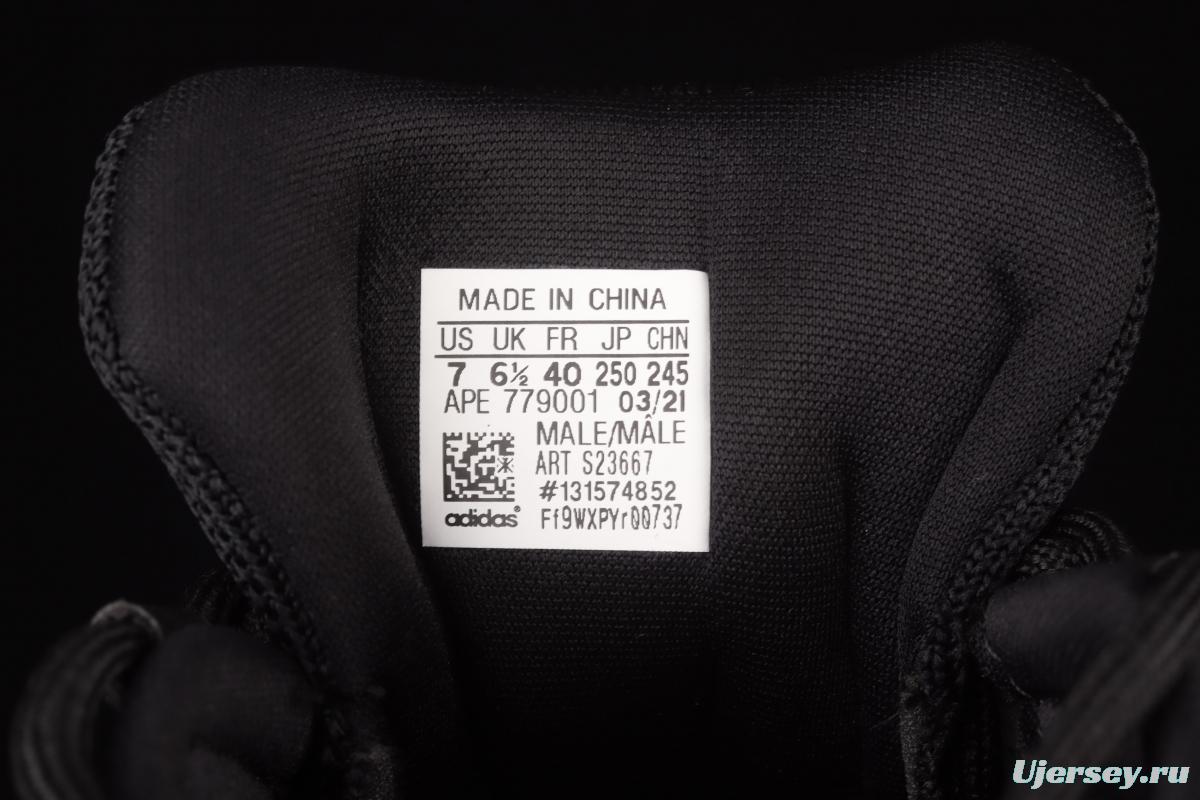 MADE IN CHINA
US UK FR JP CHN
7 6½ 40 250 245
APE 779001 03/21
MALE/MÂLE
ART S23667
#131574852
adidas® Ff9WXPYr00737
Ujersey.ru